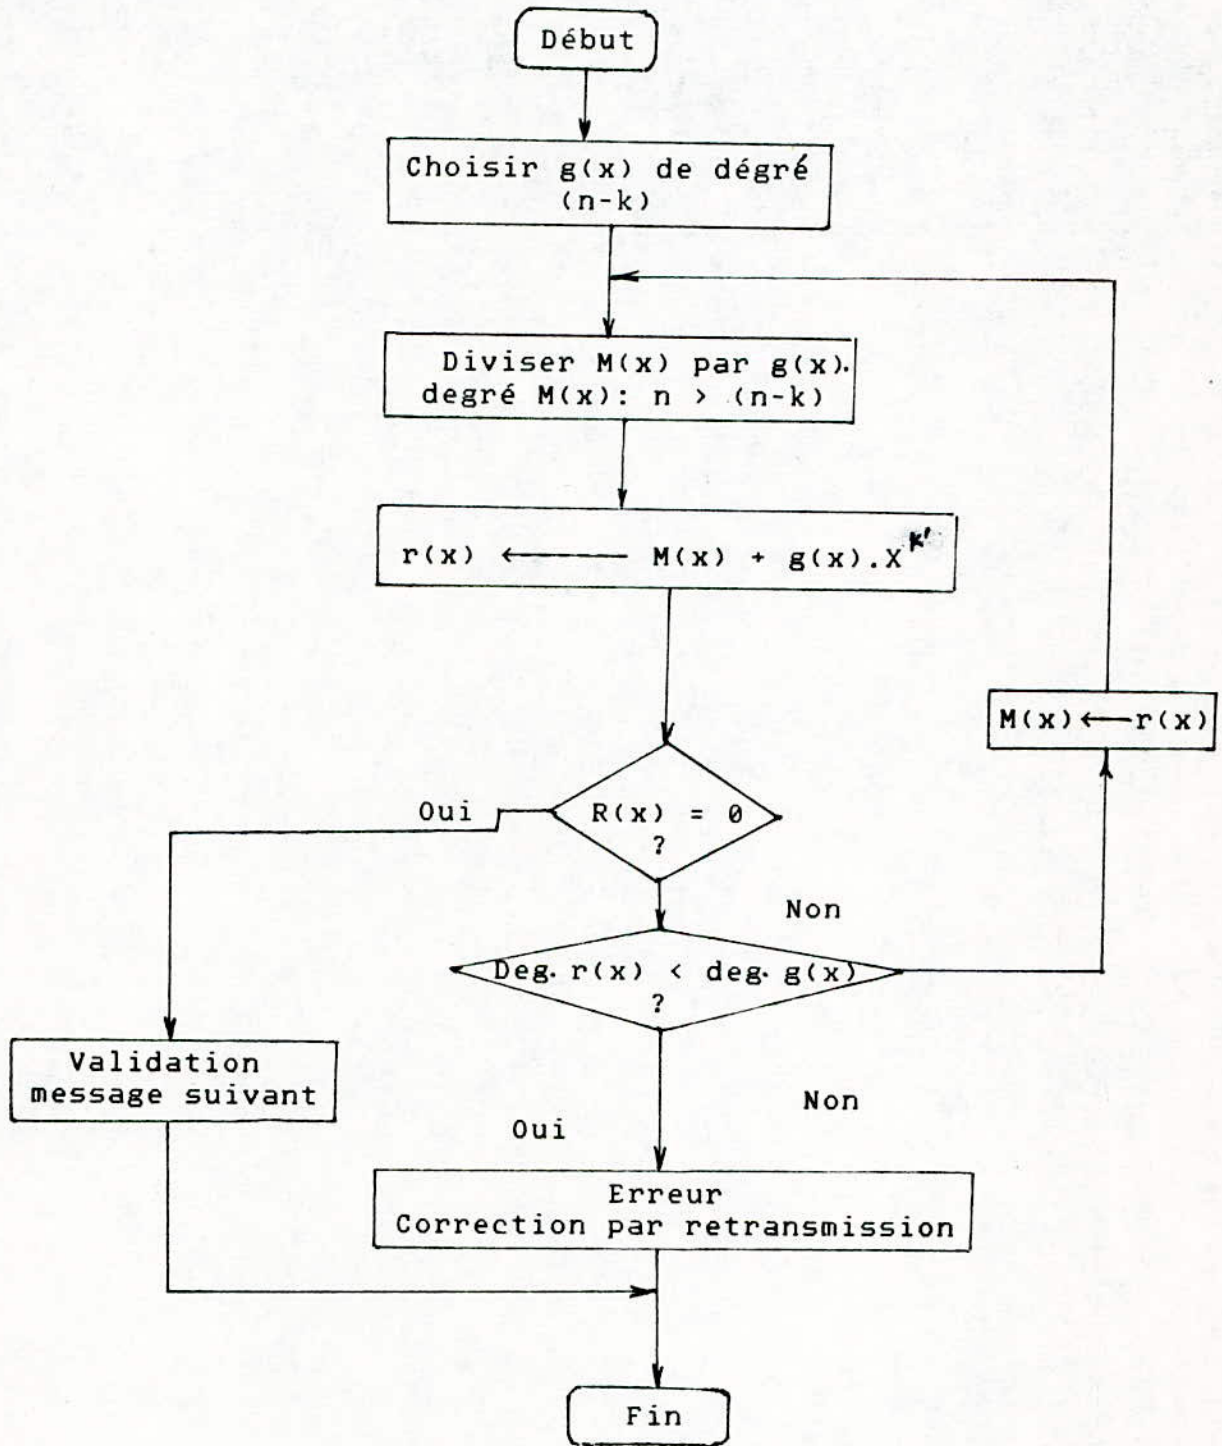 Début
Choisir g(x) de dégré
(n-k)
Diviser M(x) par g(x).
degré M(x): n > (n-k)
r(x) ← M(x) + g(x).X^k'
M(x)←r(x)
Oui
R(x) = 0
?
Non
Deg. r(x) < deg. g(x)
?
Validation
message suivant
Non
Oui
Erreur
Correction par retransmission
Fin